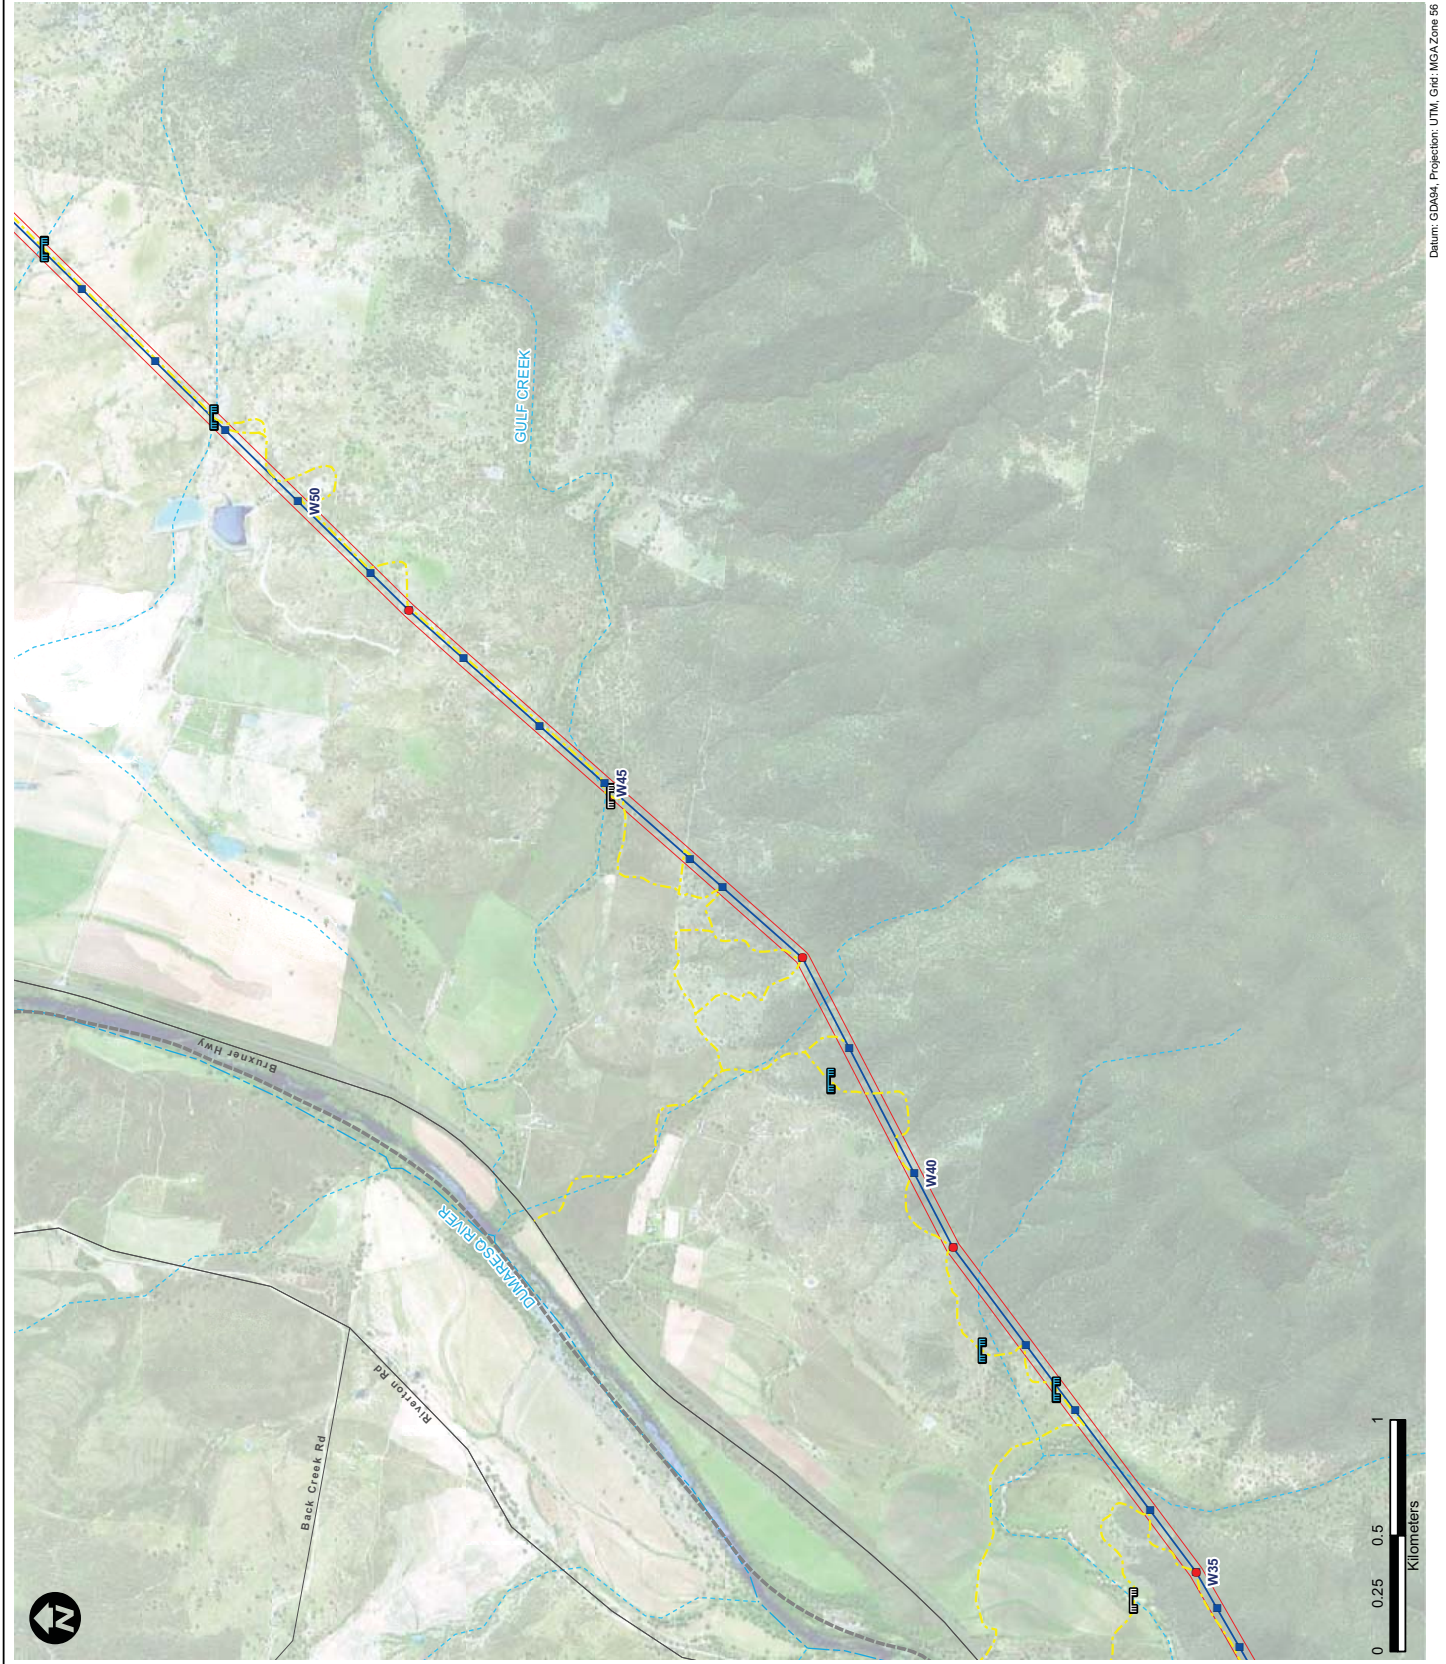 Datum: GDA94, Projection: UTM, Grid: MGA Zone 56
GULF CREEK
W50
W45
Bruxner Hwy
DUMARESQ RIVER
W40
Riverton Rd
Back Creek Rd
W35
N
0 0.25 0.5 1
Kilometers